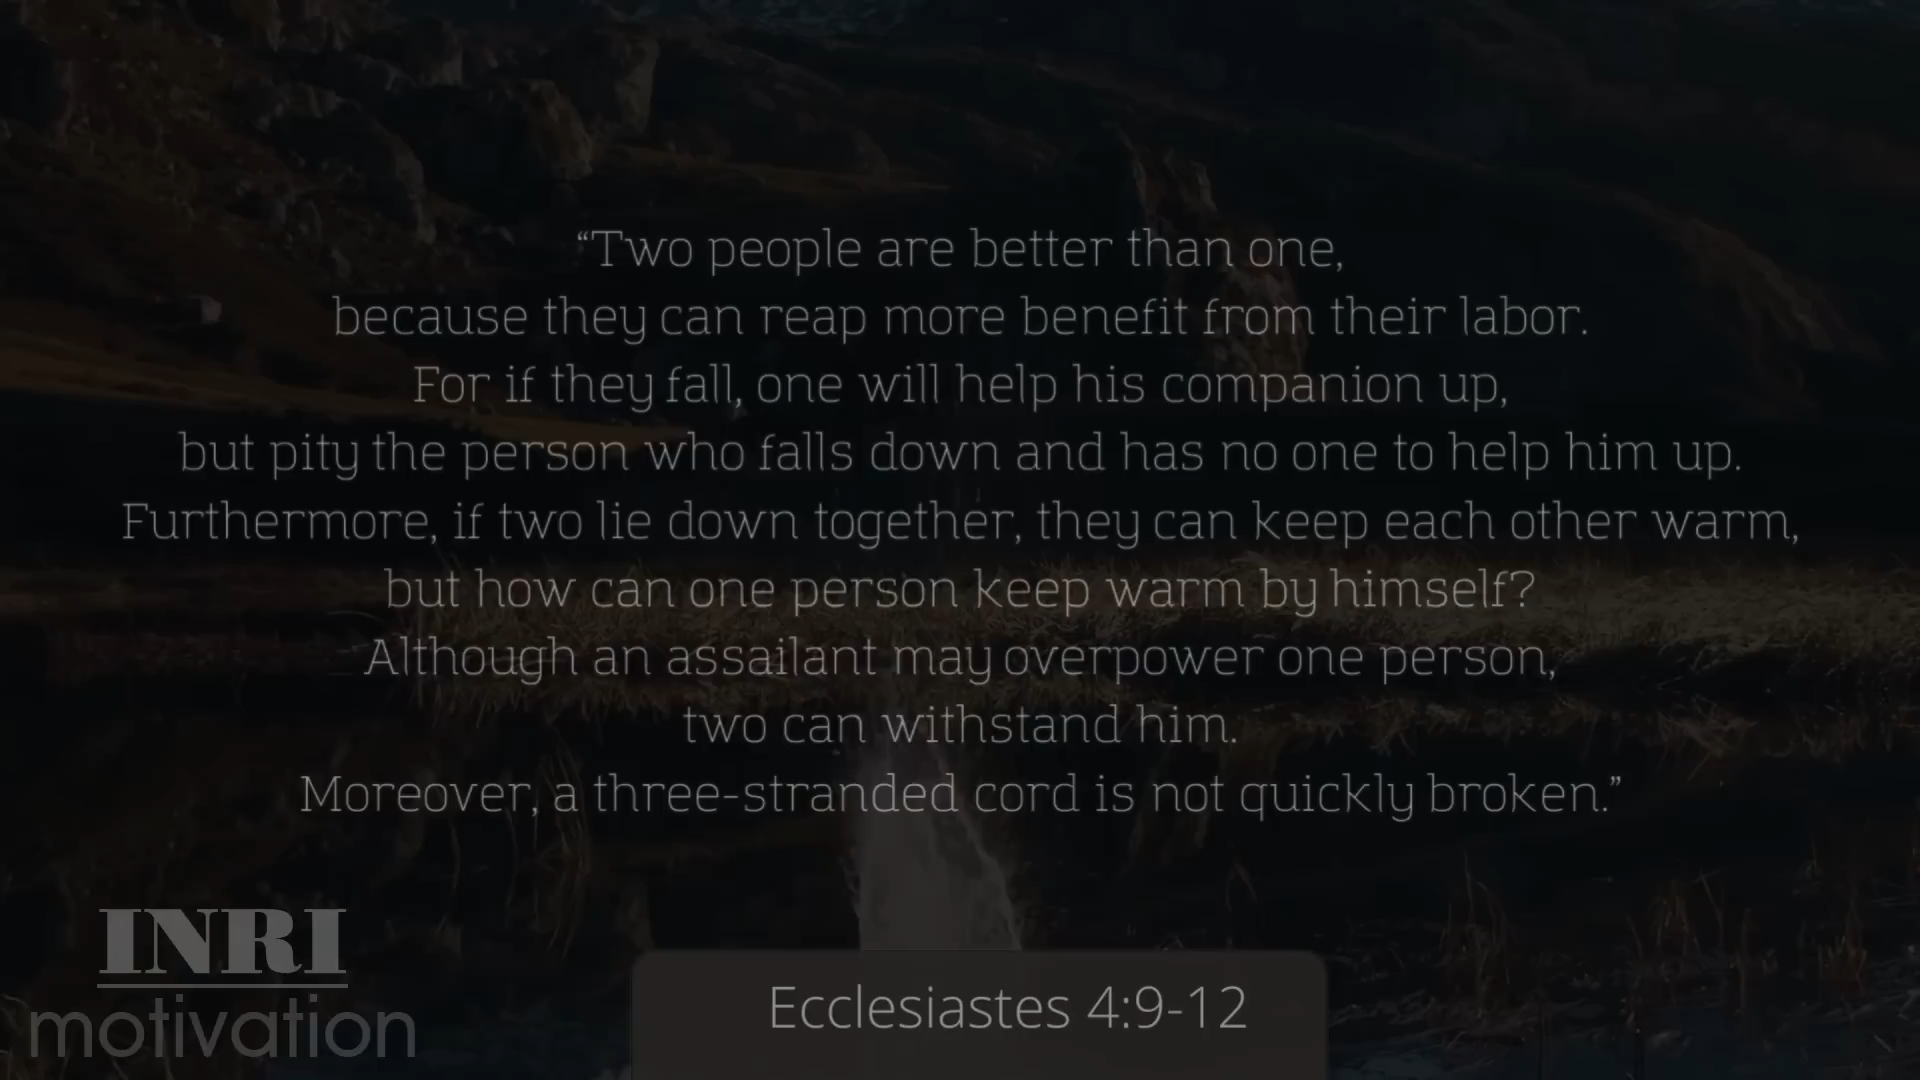 “Two people are better than one,
because they can reap more benefit from their labor.
For if they fall, one will help his companion up,
but pity the person who falls down and has no one to help him up.
Furthermore, if two lie down together, they can keep each other warm,
but how can one person keep warm by himself?
Although an assailant may overpower one person,
two can withstand him.
Moreover, a three-stranded cord is not quickly broken.”
INRI
motivation
Ecclesiastes 4:9-12